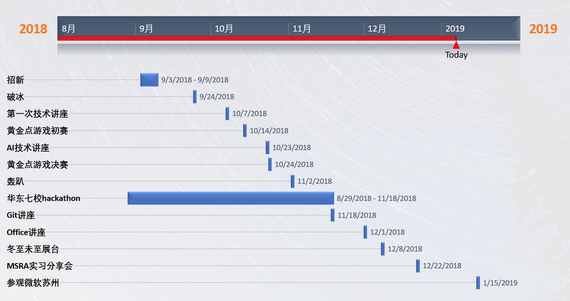 2018
8月 9月 10月 11月 12月 2019
2019
Today
招新 9/3/2018 - 9/9/2018
破冰 9/24/2018
第一次技术讲座 10/7/2018
黄金点游戏初赛 10/14/2018
AI技术讲座 10/23/2018
黄金点游戏决赛 10/24/2018
轰趴 11/2/2018
华东七校hackathon 8/29/2018 - 11/18/2018
Git讲座 11/18/2018
Office讲座 12/1/2018
冬至未至展台 12/8/2018
MSRA实习分享会 12/22/2018
参观微软苏州 1/15/2019